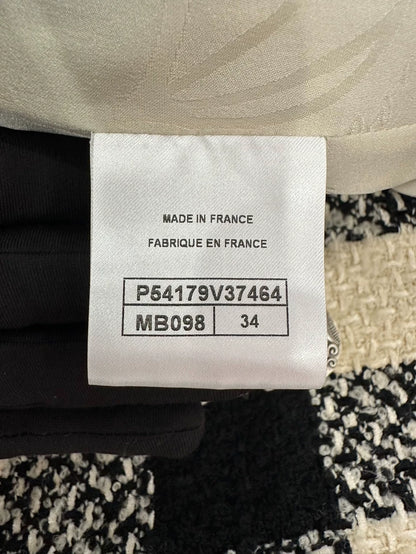 MADE IN FRANCE
FABRIQUE EN FRANCE
P54179V37464
MB098 34